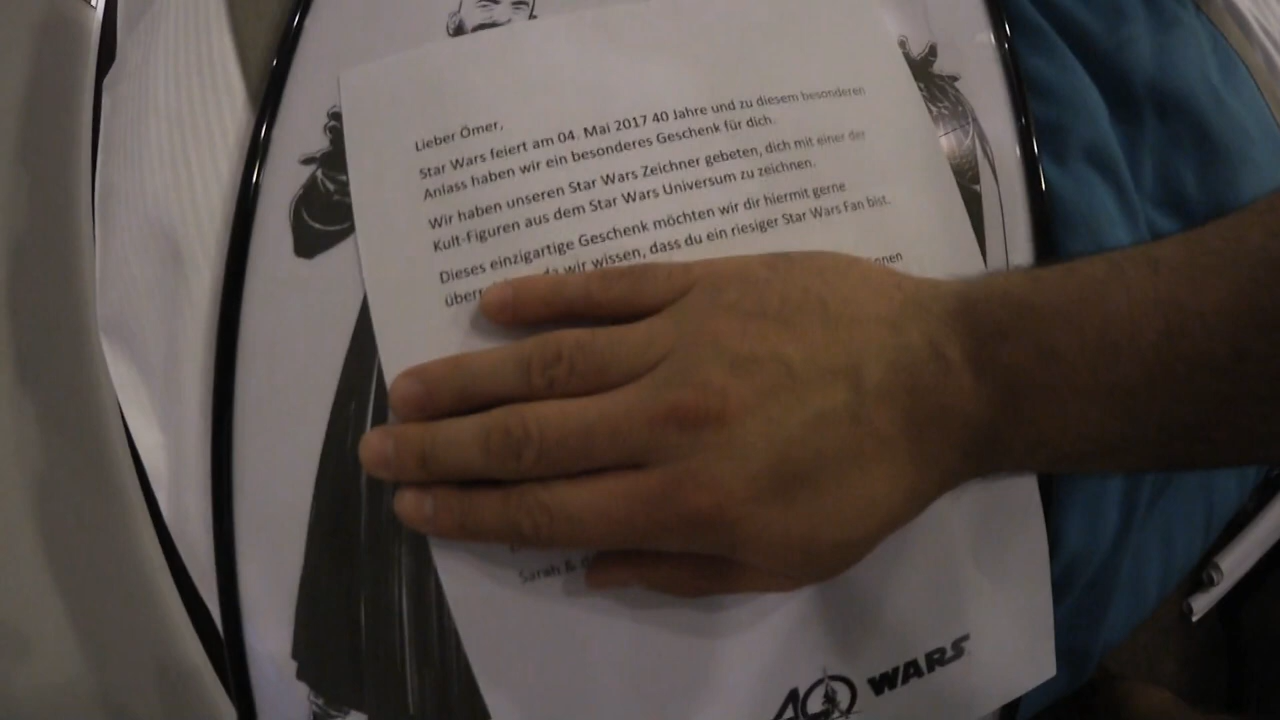 Lieber Ömer,
Star Wars feiert am 04. Mai 2017 40 Jahre und zu diesem besonderen
Anlass haben wir ein besonderes Geschenk für dich.
Wir haben unseren Star Wars Zeichner gebeten, dich mit einer der
Kult-Figuren aus dem Star Wars Universum zu zeichnen.
Dieses einzigartige Geschenk möchten wir dir hiermit gerne
wir wissen, dass du ein riesiger Star Wars Fan bist.
Sarah &
40 WARS